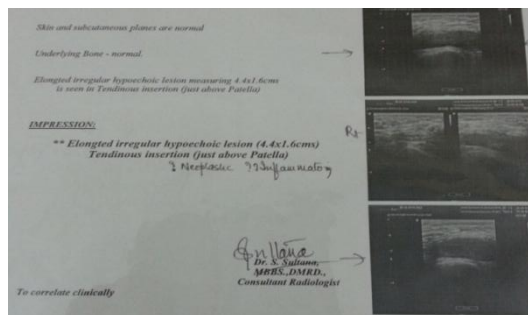 Skin and subcutaneous planes are normal
Underlying Bone - normal.
Elongted irregular hypoechoic lesion measuring 4.4x1.6cms
is seen in Tendinous insertion (just above Patella)
IMPRESSION:
** Elongted irregular hypoechoic lesion (4.4x1.6cms)
Tendinous insertion (just above Patella)
? Neoplastic ?? Inflammatory
Rt
Dr. S. Sultana,
MBBS.,DMRD.,
Consultant Radiologist
To correlate clinically